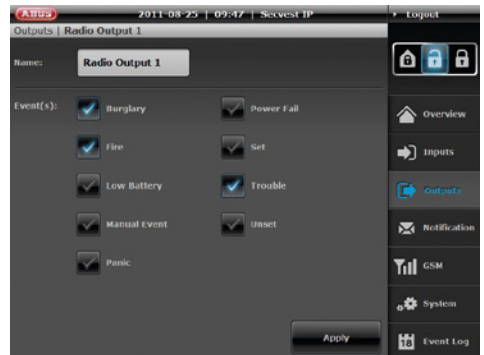 ABUS 2011-08-25 | 09:47 | Secvest IP Logout
Outputs | Radio Output 1
Name: Radio Output 1
Event(s): Burglary Power Fail
Fire Set
Low Battery Trouble
Manual Event Unset
Panic
Apply
Overview
Inputs
Outputs
Notification
GSM
System
18 Event Log